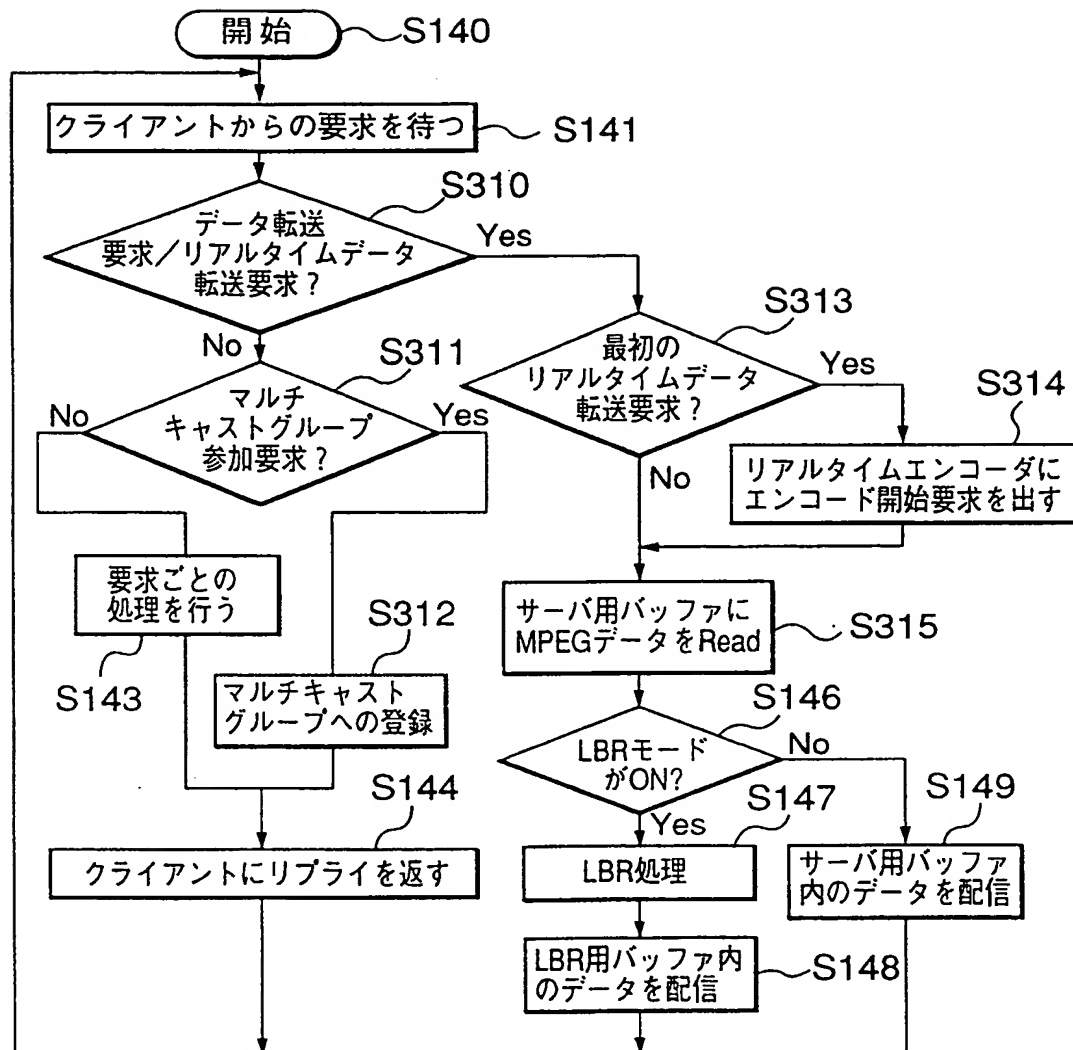 開始
S140
クライアントからの要求を待つ
S141
S310
データ転送
要求／リアルタイムデータ
転送要求？
Yes
No
S313
最初の
リアルタイムデータ
転送要求？
Yes
No
S311
マルチ
キャストグループ
参加要求？
No
Yes
S314
リアルタイムエンコーダに
エンコード開始要求を出す
要求ごとの
処理を行う
S143
S312
マルチキャスト
グループへの登録
サーバ用バッファに
MPEGデータをRead
S315
S146
LBRモード
がON?
No
Yes
S144
クライアントにリプライを返す
S147
LBR処理
S149
サーバ用バッファ
内のデータを配信
LBR用バッファ内
のデータを配信
S148